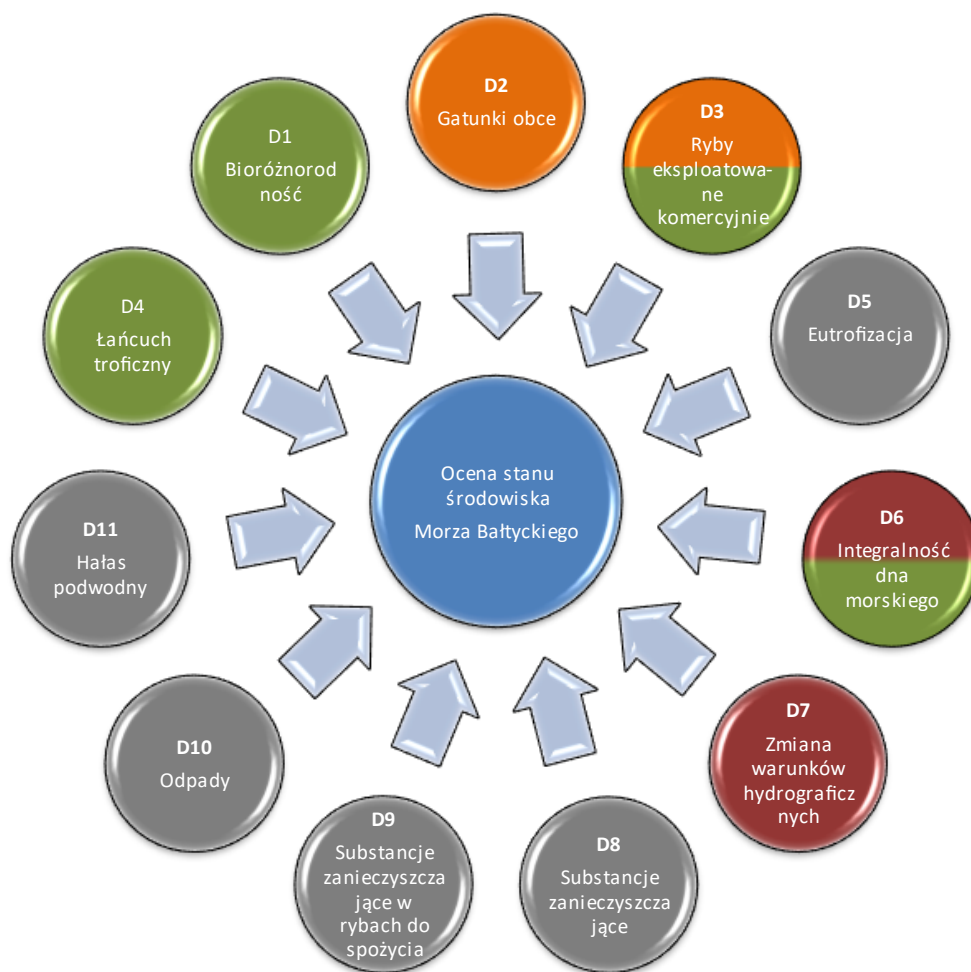 D2
Gatunki obce
D3
Ryby
eksploatowa-
ne
komercyjnie
D1
Bioróżnorod
ność
D4
Łańcuch
troficzny
D5
Eutrofizacja
Ocena stanu
środowiska
Morza Bałtyckiego
D11
Hałas
podwodny
D6
Integralność
dna
morskiego
D10
Odpady
D7
Zmiana
warunków
hydrograficz
nych
D9
Substancje
zanieczyszcza
jące w
rybach do
spożycia
D8
Substancje
zanieczyszcza
jące